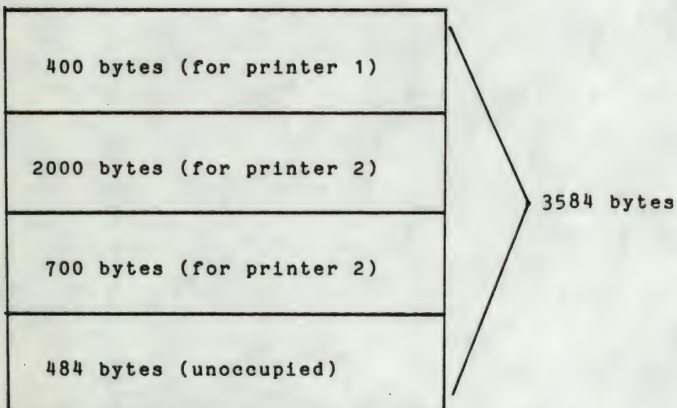 400 bytes (for printer 1)
2000 bytes (for printer 2)
3584 bytes
700 bytes (for printer 2)
484 bytes (unoccupied)